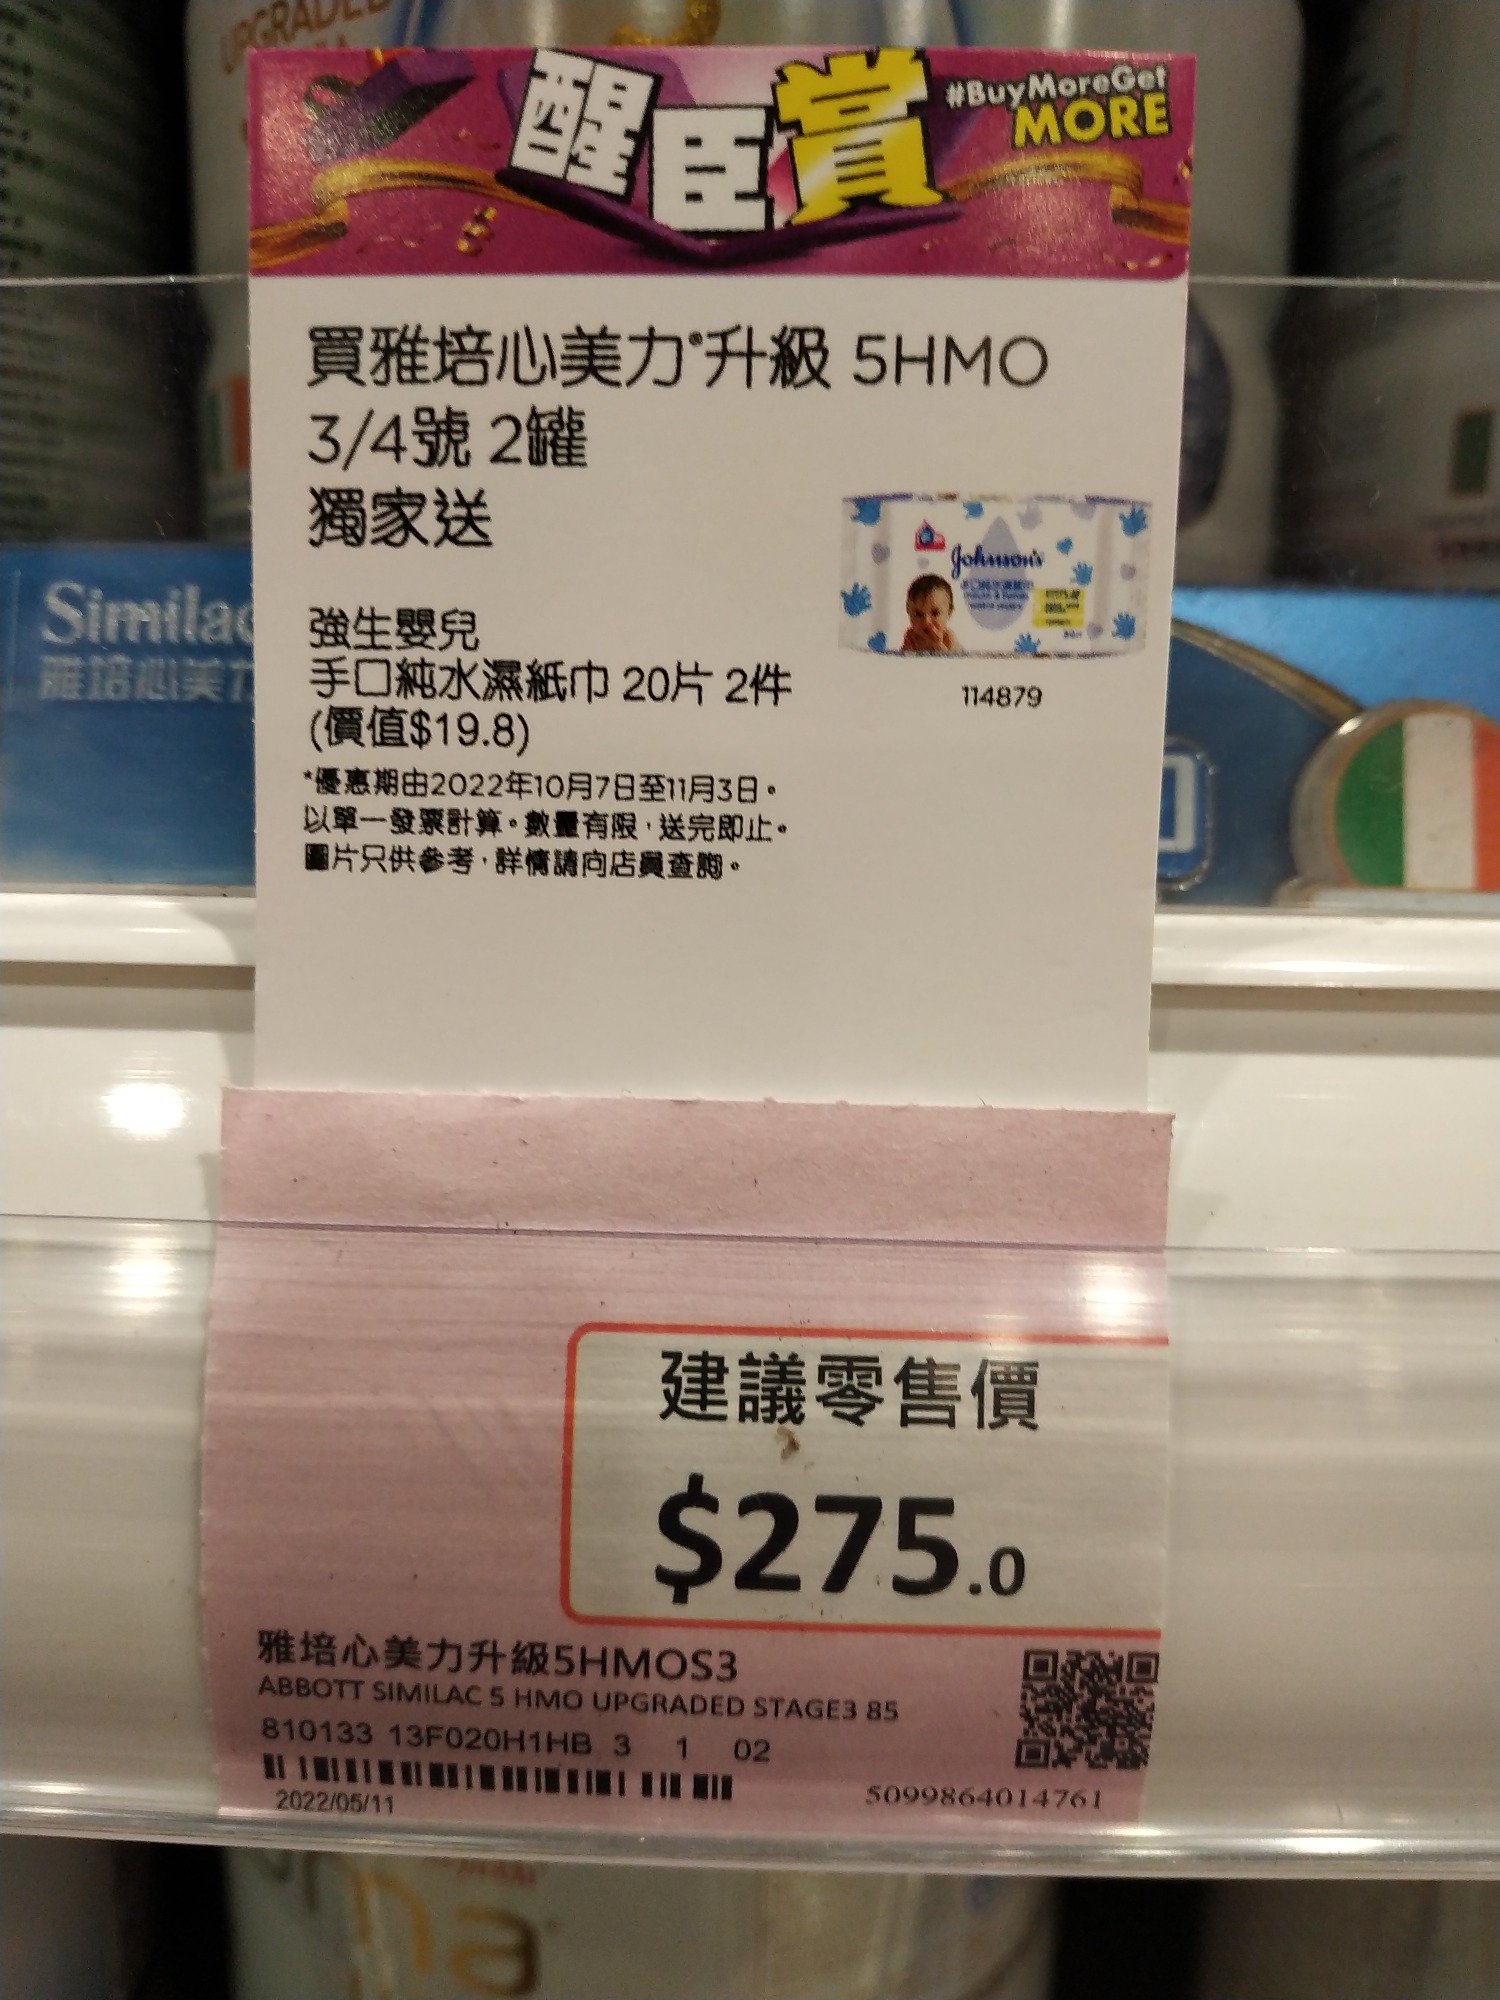 UPGRADED
醒臣賞
#BuyMoreGet
MORE
買雅培心美力®升級 5HMO
3/4號 2罐
獨家送
Johnson's
強生嬰兒
手口純水濕紙巾 20片 2件
(價值$19.8)
114879
*優惠期由2022年10月7日至11月3日。
以單一發票計算。數量有限，送完即止。
圖片只供參考，詳情請向店員查詢。
Similac
雅培心美力
建議零售價
$275.0
雅培心美力升級5HMOS3
ABBOTT SIMILAC 5 HMO UPGRADED STAGE3 85
810133 13F020H1HB 3 1 02
2022/05/11
5099864014761